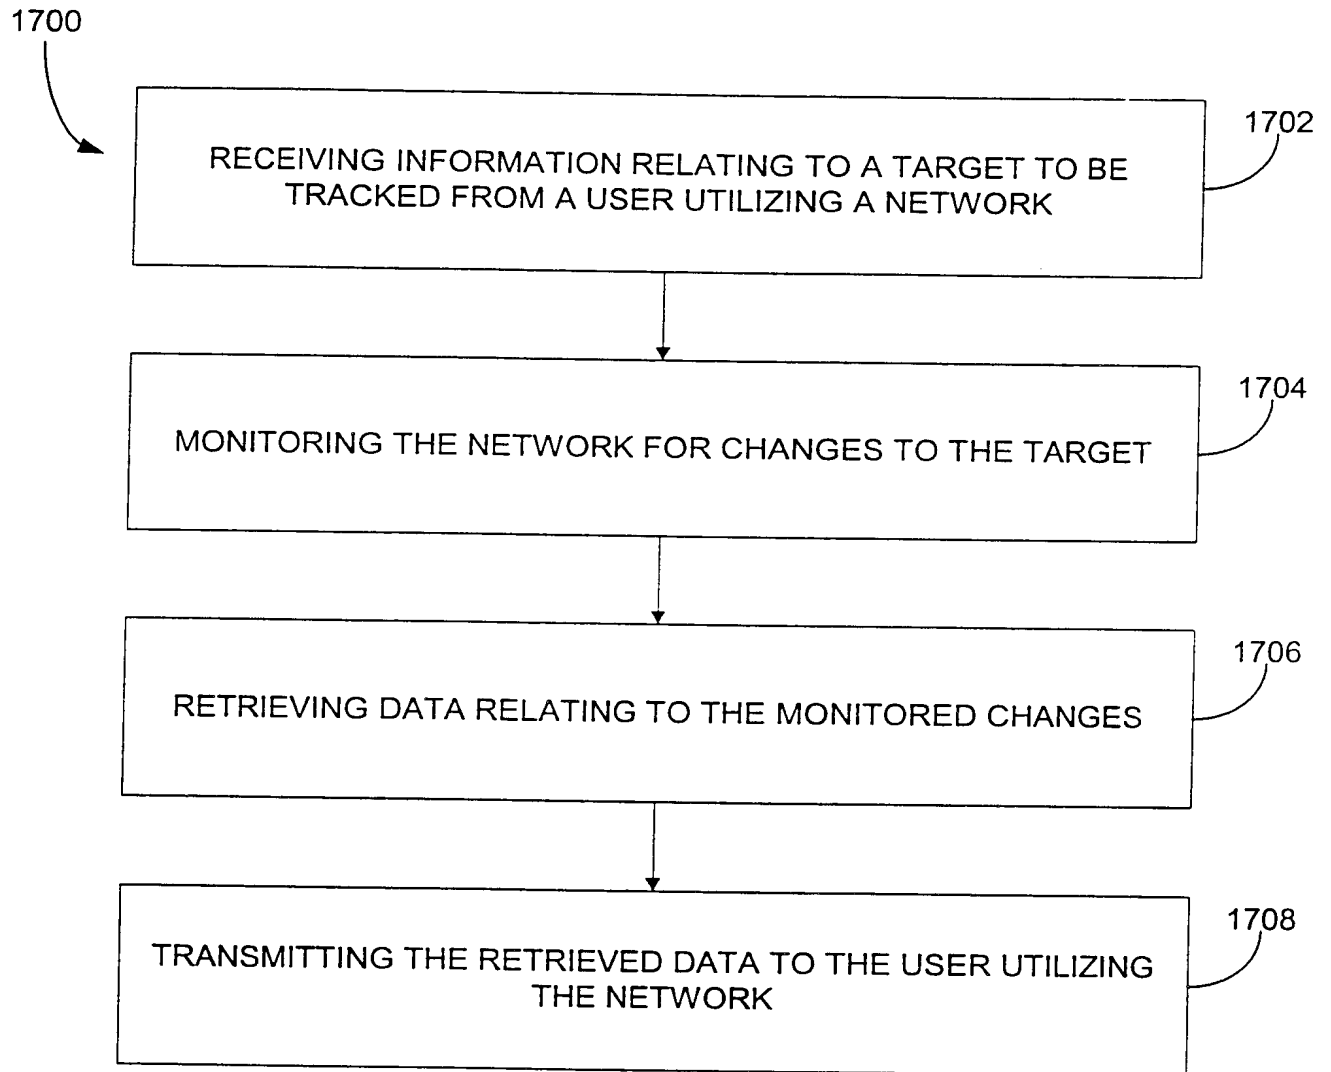 1700
1702
RECEIVING INFORMATION RELATING TO A TARGET TO BE
TRACKED FROM A USER UTILIZING A NETWORK
1704
MONITORING THE NETWORK FOR CHANGES TO THE TARGET
1706
RETRIEVING DATA RELATING TO THE MONITORED CHANGES
1708
TRANSMITTING THE RETRIEVED DATA TO THE USER UTILIZING
THE NETWORK